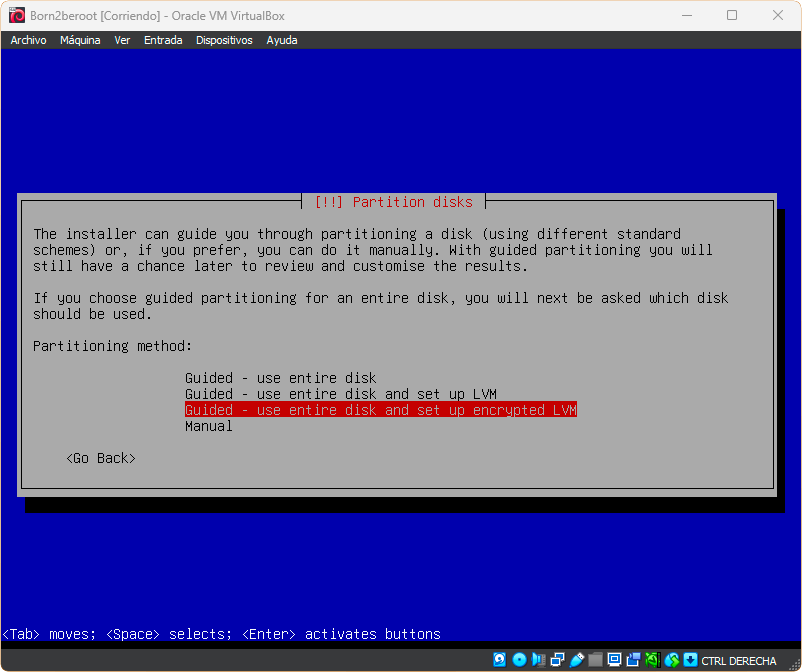 Born2beroot [Corriendo] - Oracle VM VirtualBox
Archivo Máquina Ver Entrada Dispositivos Ayuda
[!!] Partition disks
The installer can guide you through partitioning a disk (using different standard
schemes) or, if you prefer, you can do it manually. With guided partitioning you will
still have a chance later to review and customise the results.
If you choose guided partitioning for an entire disk, you will next be asked which disk
should be used.
Partitioning method:
Guided - use entire disk
Guided - use entire disk and set up LVM
Guided - use entire disk and set up encrypted LVM
Manual
<Go Back>
<Tab> moves; <Space> selects; <Enter> activates buttons
CTRL DERECHA